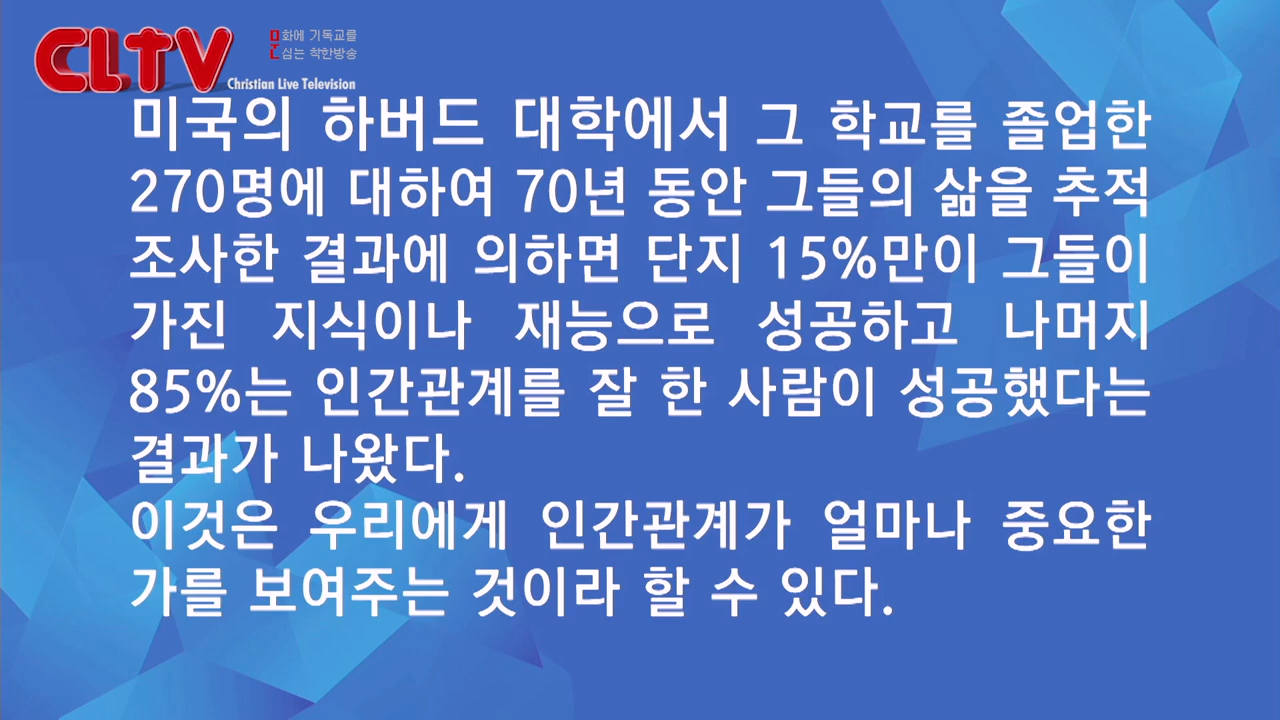 CLTV
문화에 기독교를
심는 착한방송
Christian Live Television
미국의 하버드 대학에서 그 학교를 졸업한
270명에 대하여 70년 동안 그들의 삶을 추적
조사한 결과에 의하면 단지 15%만이 그들이
가진 지식이나 재능으로 성공하고 나머지
85%는 인간관계를 잘 한 사람이 성공했다는
결과가 나왔다.
이것은 우리에게 인간관계가 얼마나 중요한
가를 보여주는 것이라 할 수 있다.